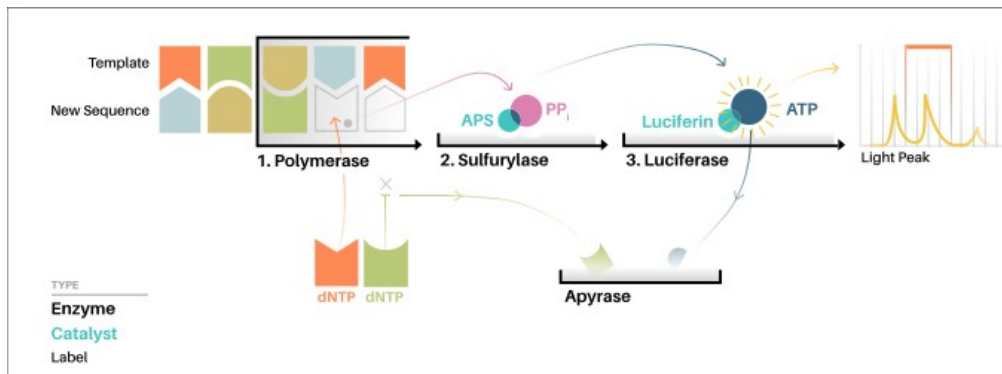 Template
New Sequence
APS
PPi
Luciferin
ATP
1. Polymerase
2. Sulfurylase
3. Luciferase
Light Peak
dNTP
dNTP
Apyrase
TYPE
Enzyme
Catalyst
Label